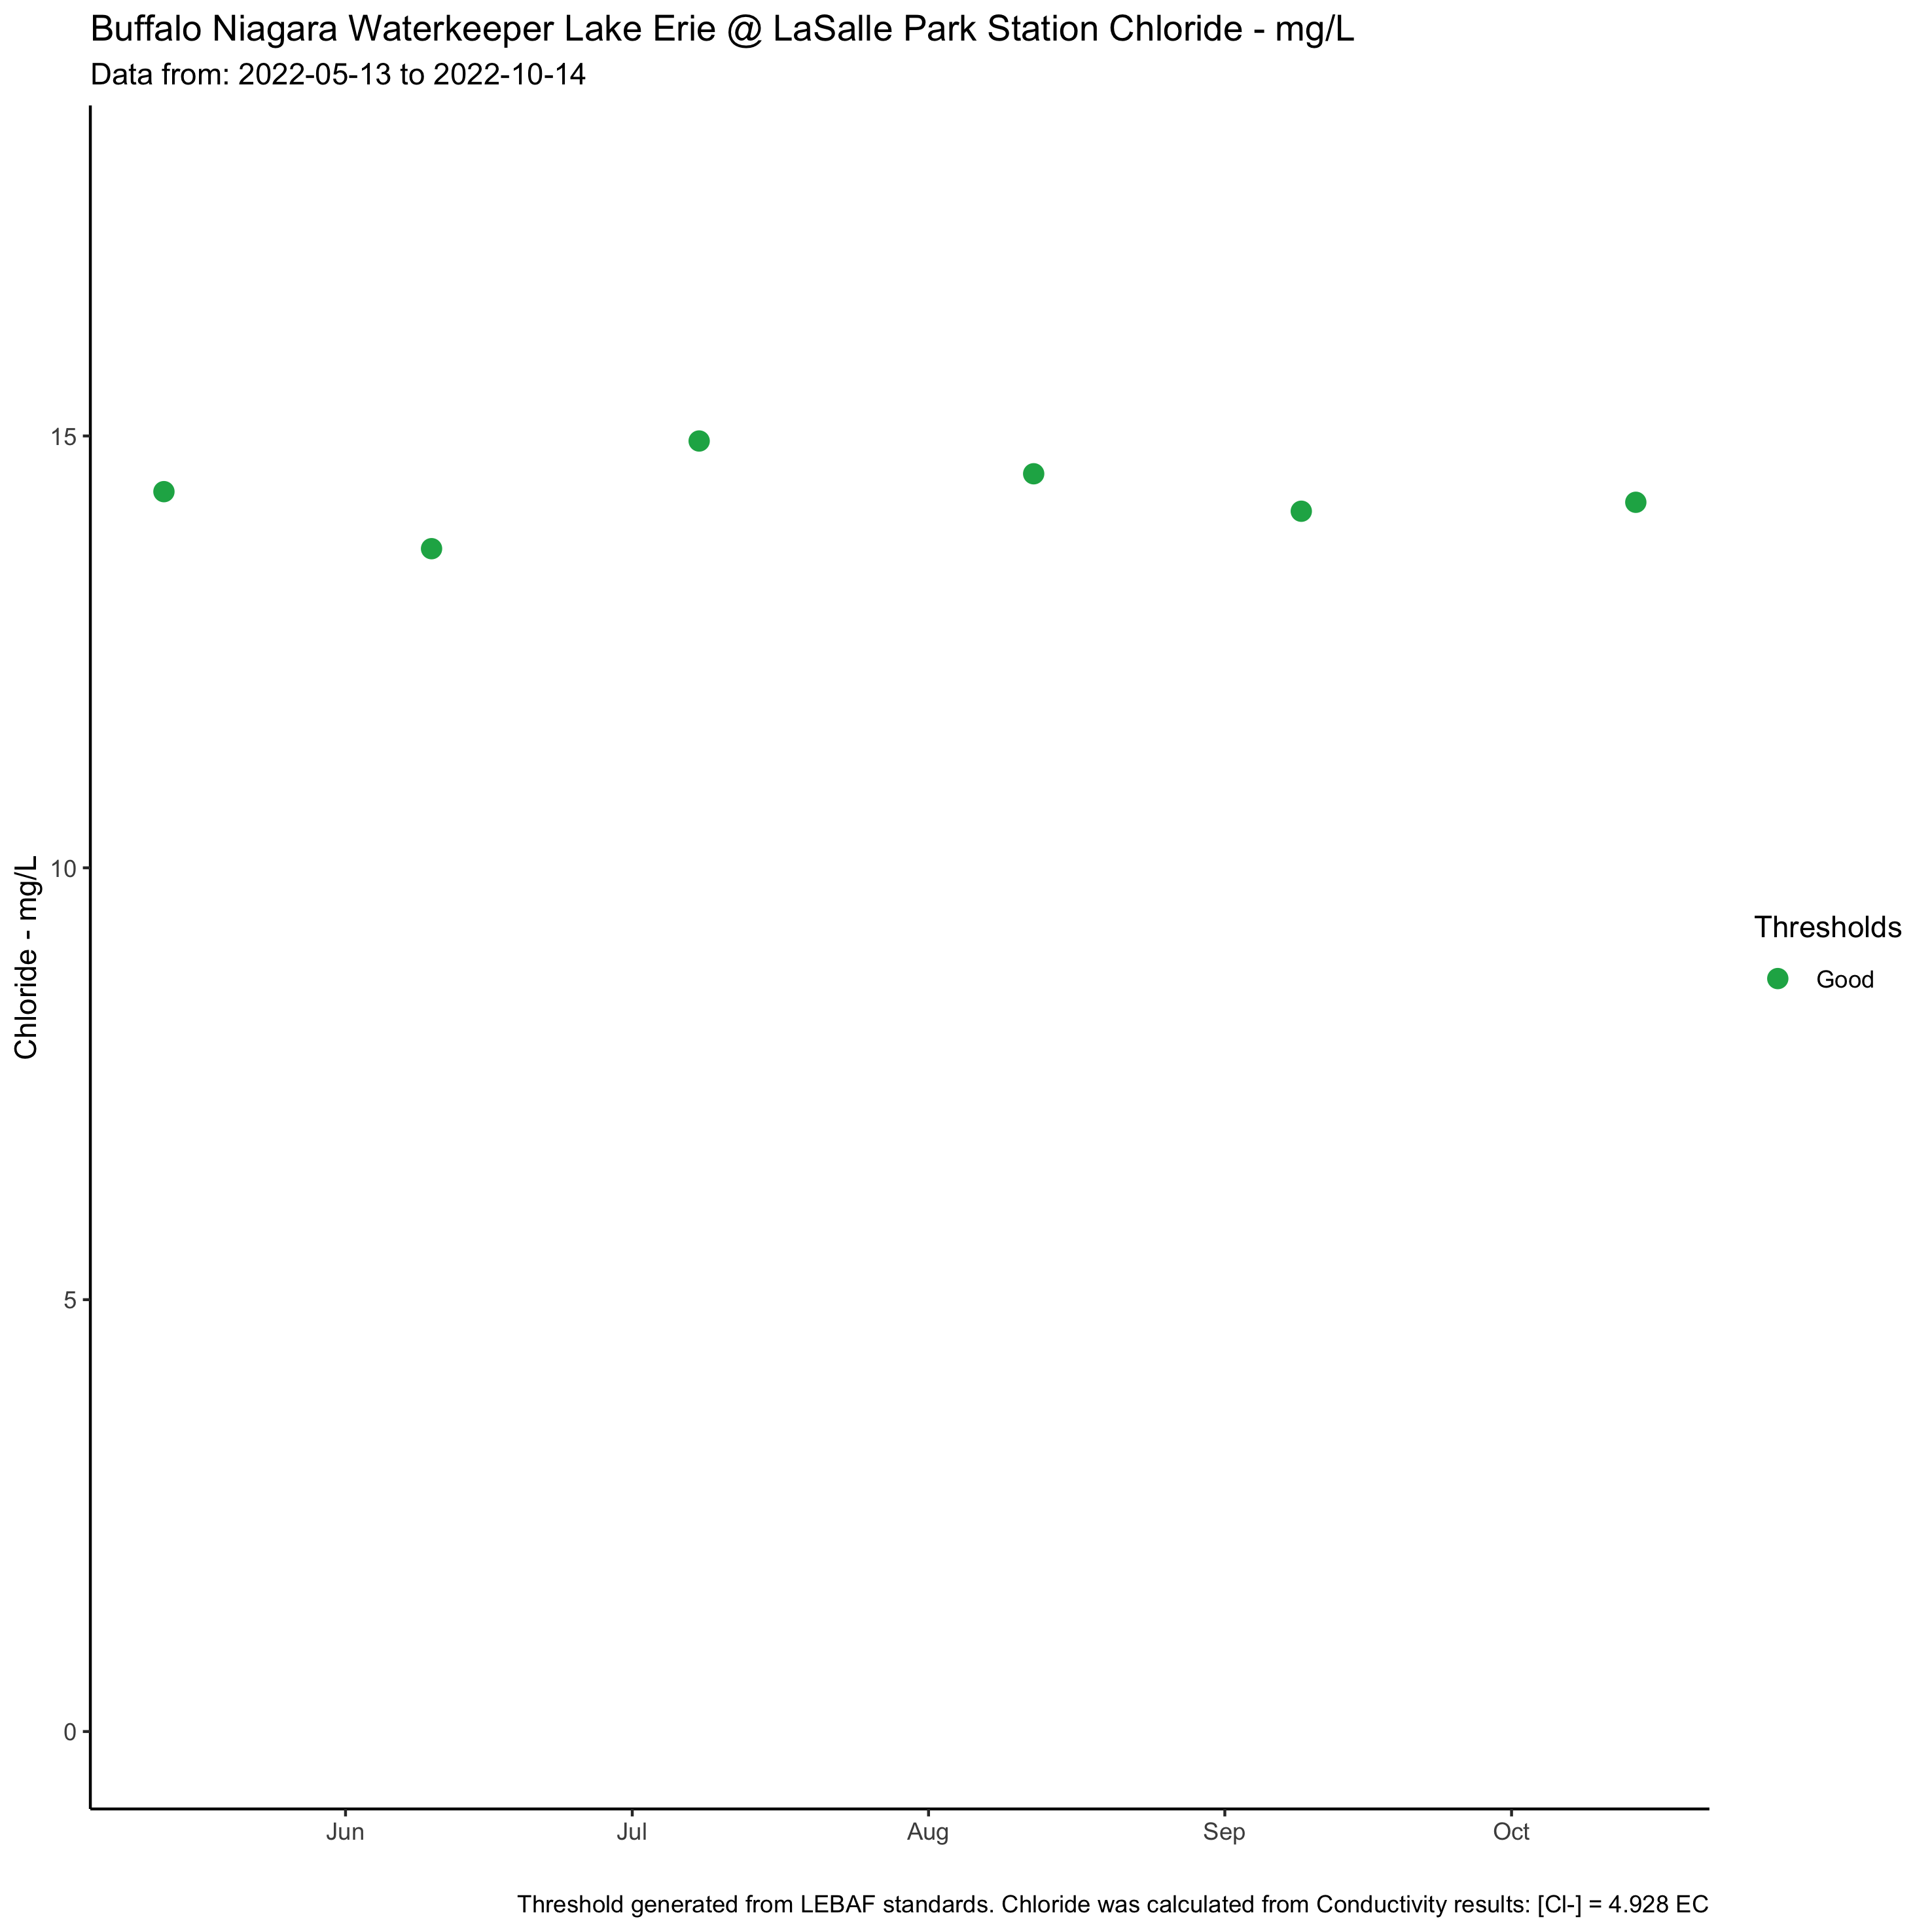 Buffalo Niagara Waterkeeper Lake Erie @ LaSalle Park Station Chloride - mg/L
Data from: 2022-05-13 to 2022-10-14
Chloride - mg/L
15
10
5
0
Jun
Jul
Aug
Sep
Oct
Thresholds
Good
Threshold generated from LEBAF standards. Chloride was calculated from Conductivity results: [Cl-] = 4.928 EC